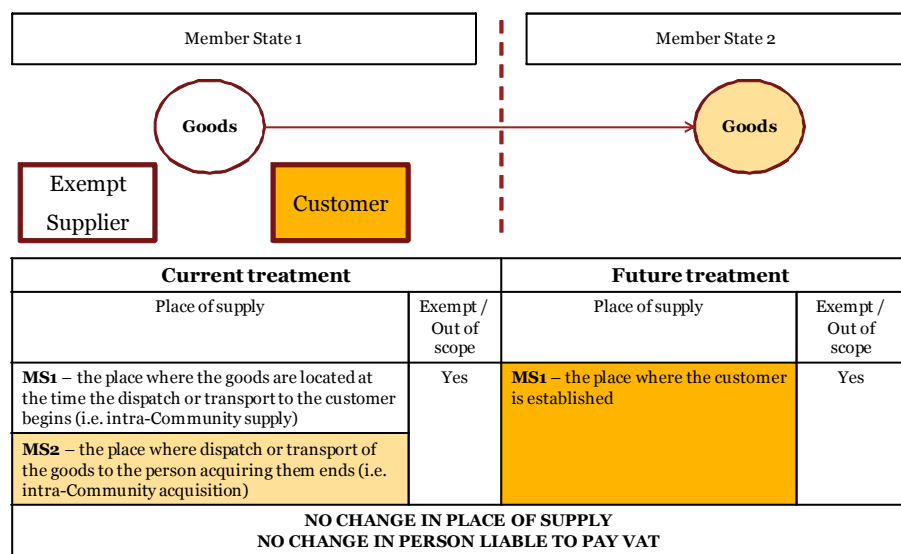 Member State 1
Member State 2
Goods
Goods
Exempt
Supplier
Customer
Current treatment
Future treatment
Place of supply
Exempt /
Out of
scope
Place of supply
Exempt /
Out of
scope
MS1 – the place where the goods are located at
the time the dispatch or transport to the customer
begins (i.e. intra-Community supply)
Yes
MS1 – the place where the customer
is established
Yes
MS2 – the place where dispatch or transport of
the goods to the person acquiring them ends (i.e.
intra-Community acquisition)
NO CHANGE IN PLACE OF SUPPLY
NO CHANGE IN PERSON LIABLE TO PAY VAT